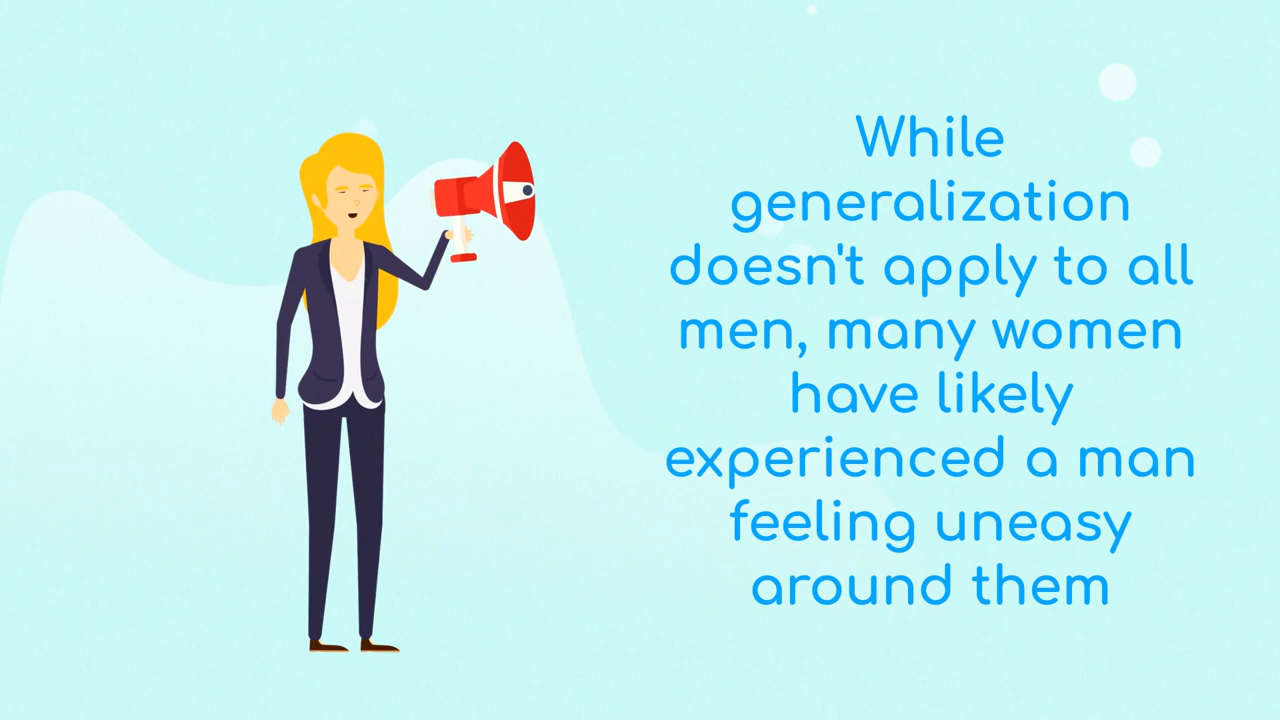 While
generalization
doesn't apply to all
men, many women
have likely
experienced a man
feeling uneasy
around them